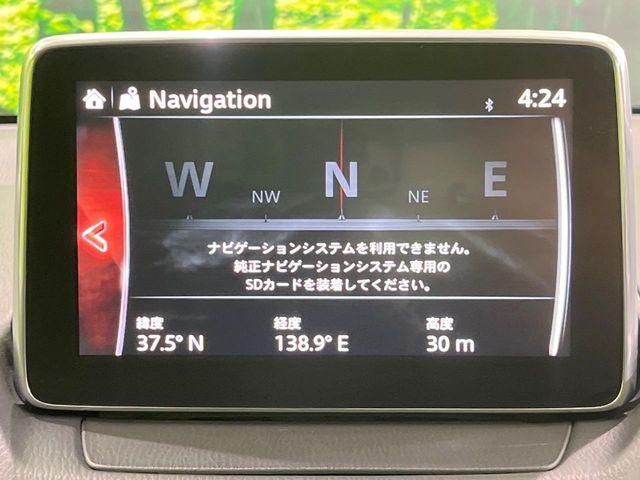 Navigation 4:24
W NW N NE E
ナビゲーションシステムを利用できません。
純正ナビゲーションシステム専用の
SDカードを装着してください。
緯度 経度 高度
37.5° N 138.9° E 30 m